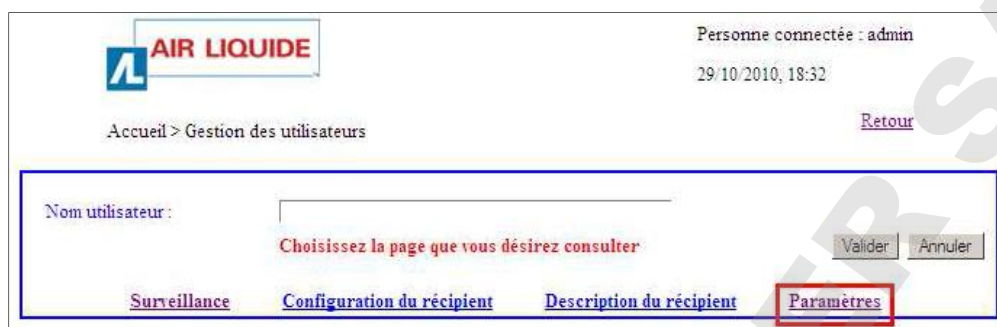 AIR LIQUIDE
Personne connectée : admin
29/10/2010, 18:32
Retour
Accueil > Gestion des utilisateurs
Nom utilisateur :
Choisissez la page que vous désirez consulter
Valider Annuler
Surveillance Configuration du récipient Description du récipient Paramètres